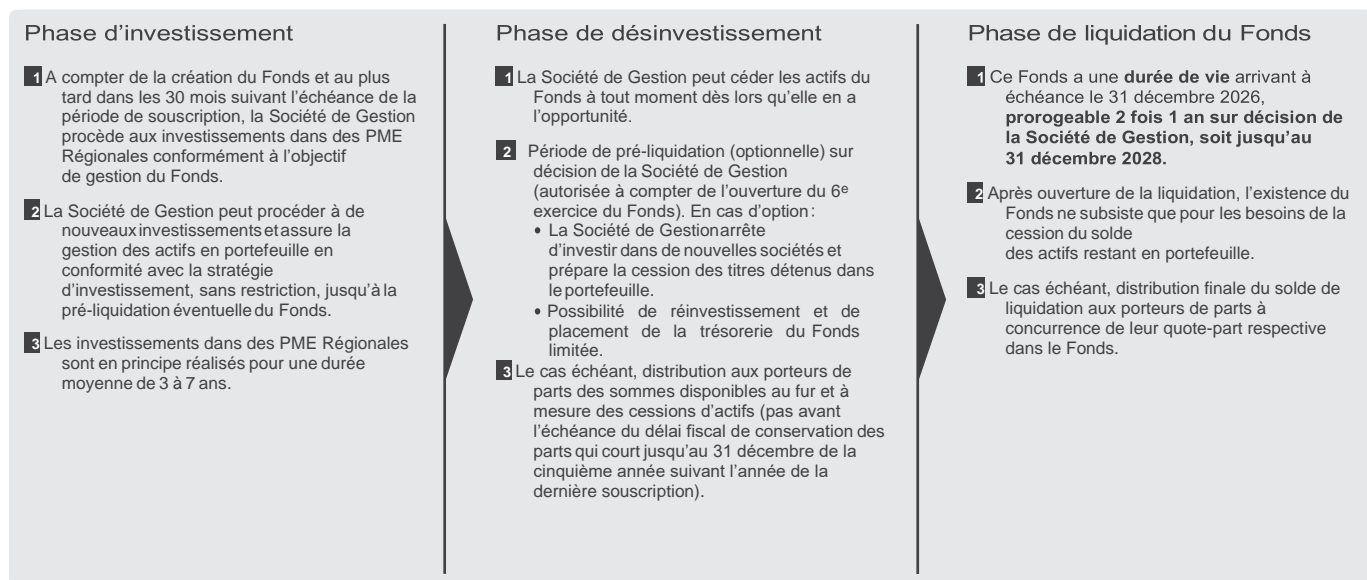 Phase d'investissement
1 A compter de la création du Fonds et au plus
tard dans les 30 mois suivant l'échéance de la
période de souscription, la Société de Gestion
procède aux investissements dans des PME
Régionales conformément à l'objectif
de gestion du Fonds.
2 La Société de Gestion peut procéder à de
nouveaux investissements et assure la
gestion des actifs en portefeuille en
conformité avec la stratégie
d'investissement, sans restriction, jusqu'à la
pré-liquidation éventuelle du Fonds.
3 Les investissements dans des PME Régionales
sont en principe réalisés pour une durée
moyenne de 3 à 7 ans.
Phase de désinvestissement
1 La Société de Gestion peut céder les actifs du
Fonds à tout moment dès lors qu'elle en a
l'opportunité.
2 Période de pré-liquidation (optionnelle) sur
décision de la Société de Gestion
(autorisée à compter de l'ouverture du 6e
exercice du Fonds). En cas d'option :
• La Société de Gestion arrête
d'investir dans de nouvelles sociétés et
prépare la cession des titres détenus dans
le portefeuille.
• Possibilité de réinvestissement et de
placement de la trésorerie du Fonds
limitée.
3 Le cas échéant, distribution aux porteurs de
parts des sommes disponibles au fur et à
mesure des cessions d'actifs (pas avant
l'échéance du délai fiscal de conservation des
parts qui court jusqu'au 31 décembre de la
cinquième année suivant l'année de la
dernière souscription).
Phase de liquidation du Fonds
1 Ce Fonds a une durée de vie arrivant à
échéance le 31 décembre 2026,
prorogeable 2 fois 1 an sur décision de
la Société de Gestion, soit jusqu'au
31 décembre 2028.
2 Après ouverture de la liquidation, l'existence du
Fonds ne subsiste que pour les besoins de la
cession du solde
des actifs restant en portefeuille.
3 Le cas échéant, distribution finale du solde de
liquidation aux porteurs de parts à
concurrence de leur quote-part respective
dans le Fonds.